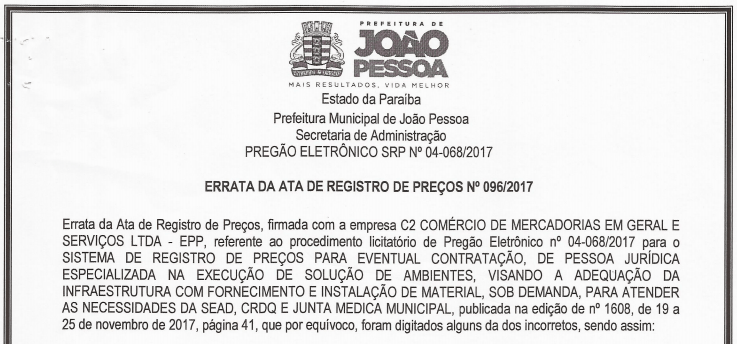 PREFEITURA DE
JOÃO
PESSOA
MAIS RESULTADOS, VIDA MELHOR
Estado da Paraíba
Prefeitura Municipal de João Pessoa
Secretaria de Administração
PREGÃO ELETRÔNICO SRP Nº 04-068/2017
ERRATA DA ATA DE REGISTRO DE PREÇOS Nº 096/2017
Errata da Ata de Registro de Preços, firmada com a empresa C2 COMÉRCIO DE MERCADORIAS EM GERAL E
SERVIÇOS LTDA - EPP, referente ao procedimento licitatório de Pregão Eletrônico nº 04-068/2017 para o
SISTEMA DE REGISTRO DE PREÇOS PARA EVENTUAL CONTRATAÇÃO, DE PESSOA JURÍDICA
ESPECIALIZADA NA EXECUÇÃO DE SOLUÇÃO DE AMBIENTES, VISANDO A ADEQUAÇÃO DA
INFRAESTRUTURA COM FORNECIMENTO E INSTALAÇÃO DE MATERIAL, SOB DEMANDA, PARA ATENDER
AS NECESSIDADES DA SEAD, CRDQ E JUNTA MEDICA MUNICIPAL, publicada na edição de nº 1608, de 19 a
25 de novembro de 2017, página 41, que por equívoco, foram digitados alguns da dos incorretos, sendo assim: